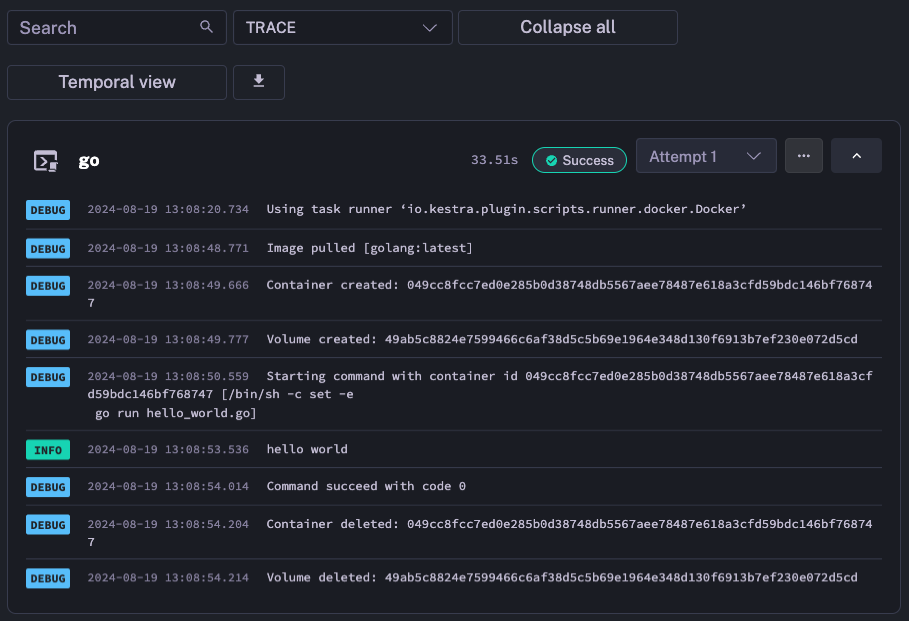 Search
TRACE
Collapse all
Temporal view
go
33.51s
Success
Attempt 1
DEBUG 2024-08-19 13:08:20.734 Using task runner ‘io.kestra.plugin.scripts.runner.docker.Docker’
DEBUG 2024-08-19 13:08:48.771 Image pulled [golang:latest]
DEBUG 2024-08-19 13:08:49.666 Container created: 049cc8fcc7ed0e285b0d38748db5567aee78487e618a3cfd59bdc146bf76874
7
DEBUG 2024-08-19 13:08:49.777 Volume created: 49ab5c8824e7599466c6af38d5c5b69e1964e348d130f6913b7ef230e072d5cd
DEBUG 2024-08-19 13:08:50.559 Starting command with container id 049cc8fcc7ed0e285b0d38748db5567aee78487e618a3cf
d59bdc146bf768747 [/bin/sh -c set -e
go run hello_world.go]
INFO 2024-08-19 13:08:53.536 hello world
DEBUG 2024-08-19 13:08:54.014 Command succeed with code 0
DEBUG 2024-08-19 13:08:54.204 Container deleted: 049cc8fcc7ed0e285b0d38748db5567aee78487e618a3cfd59bdc146bf76874
7
DEBUG 2024-08-19 13:08:54.214 Volume deleted: 49ab5c8824e7599466c6af38d5c5b69e1964e348d130f6913b7ef230e072d5cd